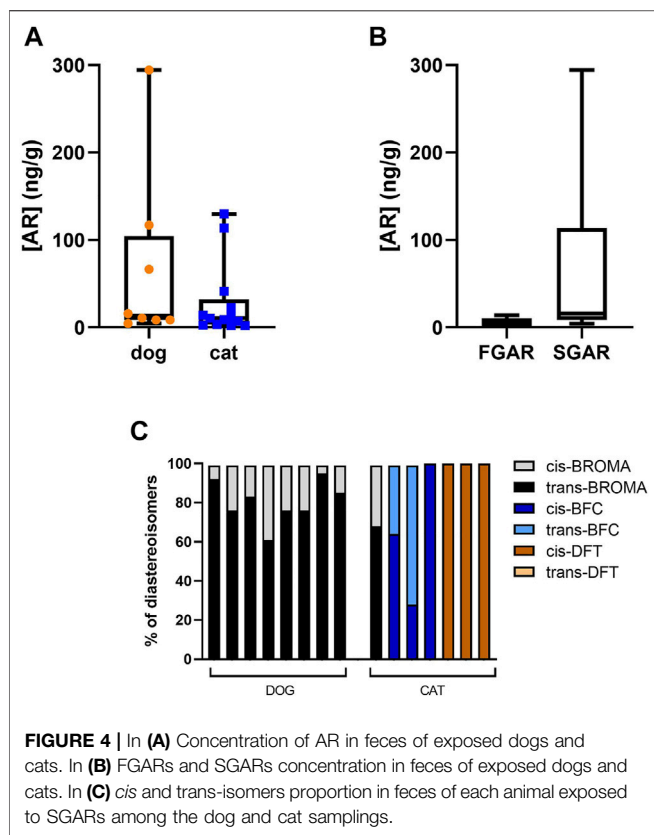 A
[AR] (ng/g)
300
200
100
0
dog
cat
B
[AR] (ng/g)
300
200
100
0
FGAR
SGAR
C
% of diastereoisomers
100
80
60
40
20
0
DOG
CAT
cis-BROMA
trans-BROMA
cis-BFC
trans-BFC
cis-DFT
trans-DFT
FIGURE 4 | In (A) Concentration of AR in feces of exposed dogs and
cats. In (B) FGARs and SGARs concentration in feces of exposed dogs and
cats. In (C) cis and trans-isomers proportion in feces of each animal exposed
to SGARs among the dog and cat samplings.